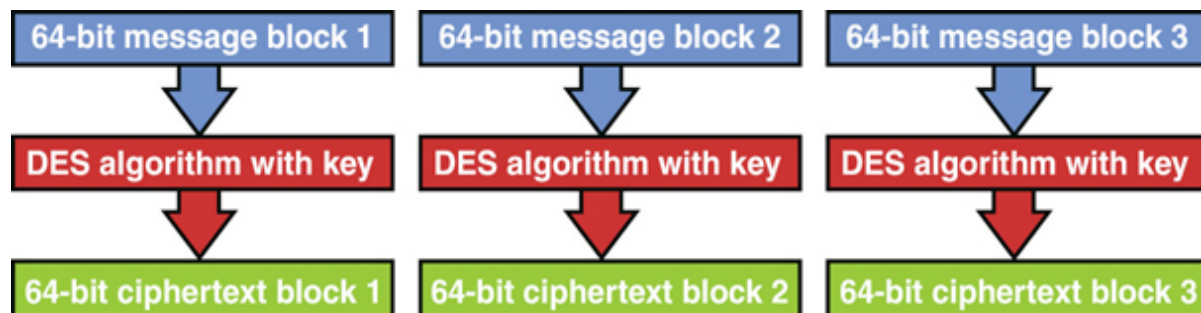 64-bit message block 1
64-bit message block 2
64-bit message block 3
DES algorithm with key
DES algorithm with key
DES algorithm with key
64-bit ciphertext block 1
64-bit ciphertext block 2
64-bit ciphertext block 3